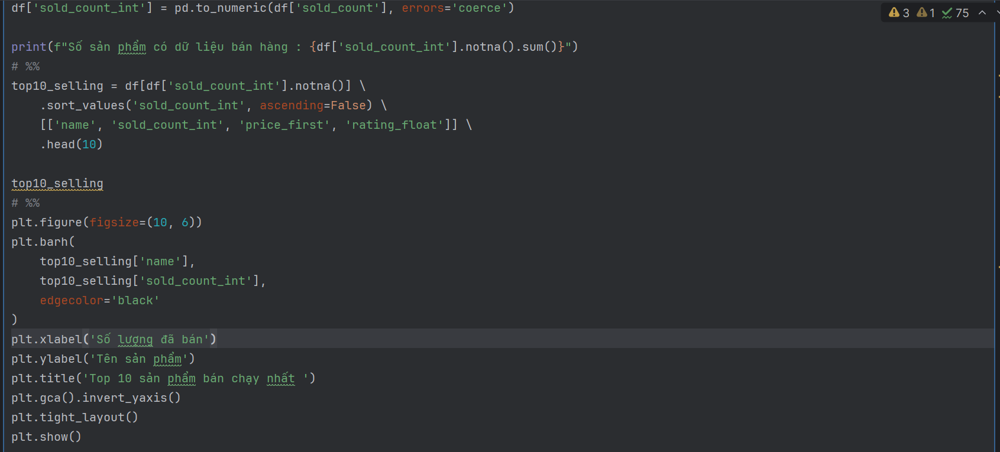 df['sold_count_int'] = pd.to_numeric(df['sold_count'], errors='coerce')
3 1 75
print(f"Số sản phẩm có dữ liệu bán hàng : {df['sold_count_int'].notna().sum()}")
# %%
top10_selling = df[df['sold_count_int'].notna()] \
    .sort_values('sold_count_int', ascending=False) \
    [['name', 'sold_count_int', 'price_first', 'rating_float']] \
    .head(10)
top10_selling
# %%
plt.figure(figsize=(10, 6))
plt.barh(
    top10_selling['name'],
    top10_selling['sold_count_int'],
    edgecolor='black'
)
plt.xlabel('Số lượng đã bán')
plt.ylabel('Tên sản phẩm')
plt.title('Top 10 sản phẩm bán chạy nhất ')
plt.gca().invert_yaxis()
plt.tight_layout()
plt.show()